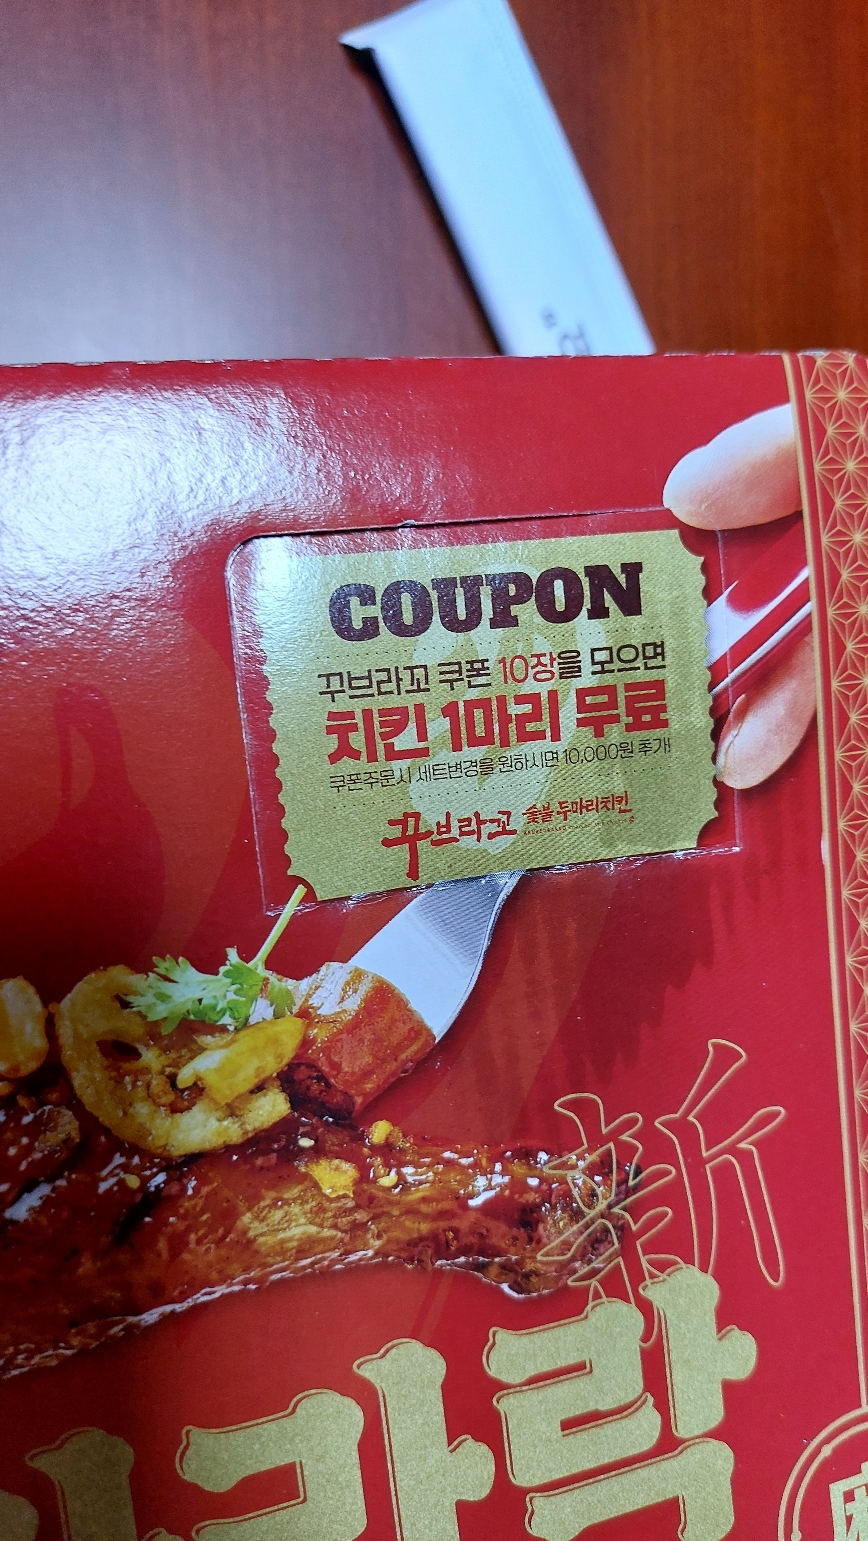 COUPON
꾸브라꼬 쿠폰 10장을 모으면
치킨 1마리 무료
쿠폰주문시 세트변경을 원하시면 10,000원 추가!
꾸브라꼬 숯불두마리치킨
新
가락